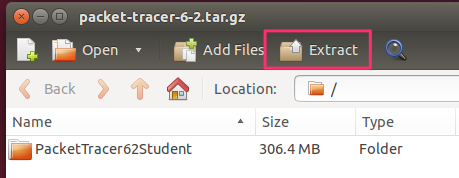 packet-tracer-6-2.tar.gz
Open Add Files Extract
Back Location: /
Name Size Type
PacketTracer62Student 306.4 MB Folder